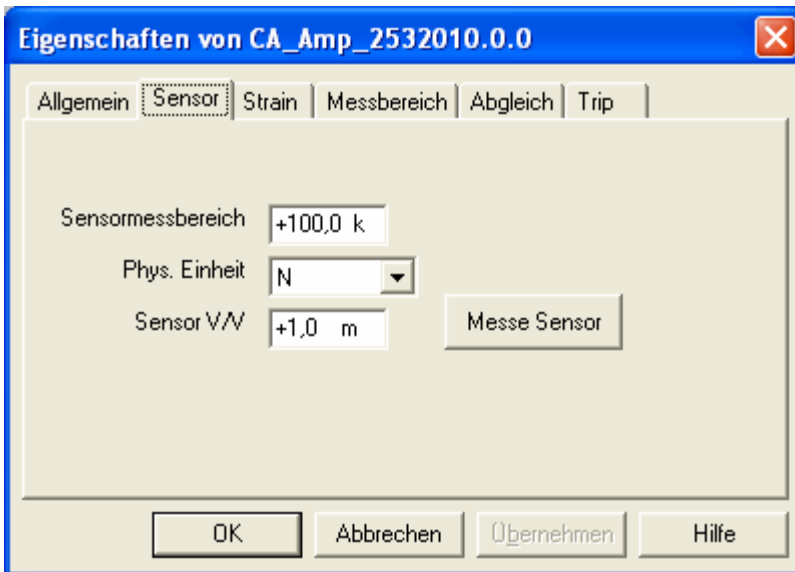 Eigenschaften von CA_Amp_2532010.0.0
Allgemein Sensor Strain Messbereich Abgleich Trip
Sensormessbereich +100,0 k
Phys. Einheit N
Sensor V/V +1,0 m Messe Sensor
OK Abbrechen Übernehmen Hilfe